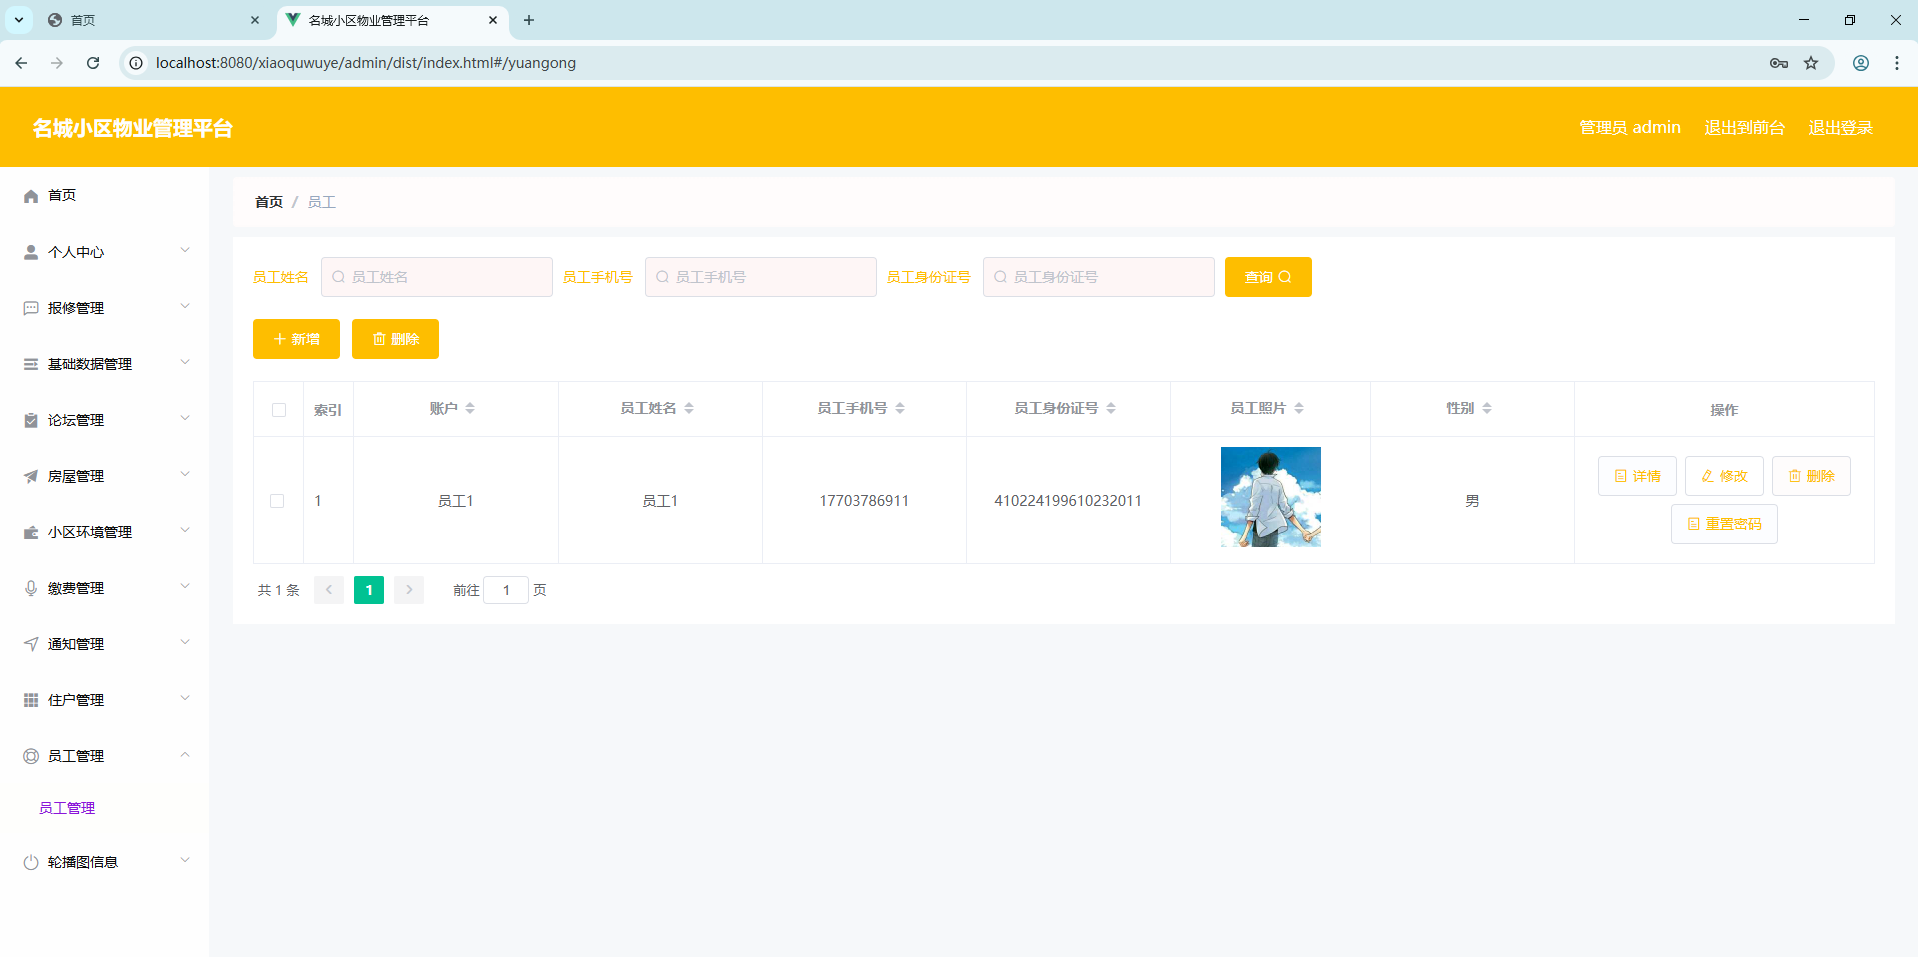 首页
名城小区物业管理平台
localhost:8080/xiaoquwuye/admin/dist/index.html#/yuangong
名城小区物业管理平台
管理员 admin 退出到前台 退出登录
首页
个人中心
报修管理
基础数据管理
论坛管理
房屋管理
小区环境管理
缴费管理
通知管理
住户管理
员工管理
员工管理
轮播图信息
首页 / 员工
员工姓名 员工姓名 员工手机号 员工手机号 员工身份证号 员工身份证号 查询
新增 删除
索引 账户 员工姓名 员工手机号 员工身份证号 员工照片 性别 操作
1 员工1 员工1 17703786911 410224199610232011 男 详情 修改 删除
重置密码
共 1 条 1 前往 1 页